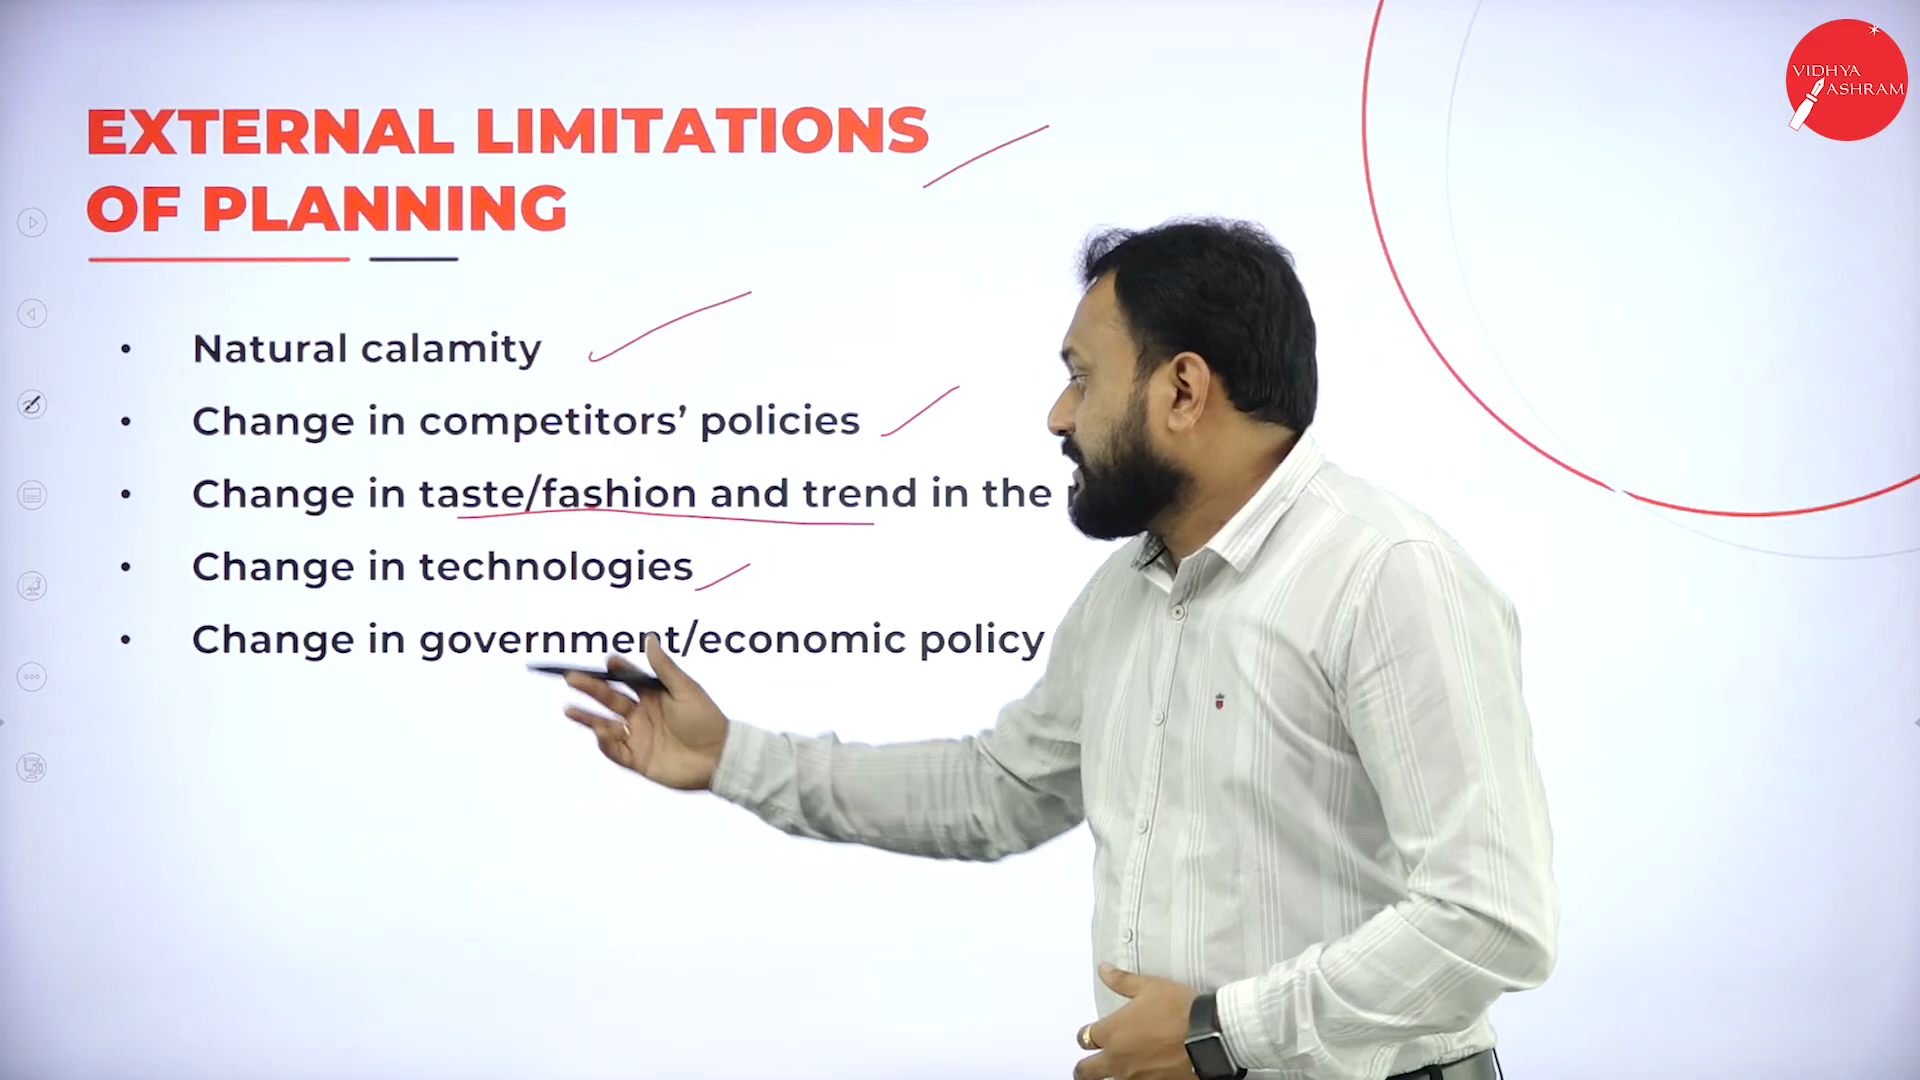 VIDHYA
ASHRAM
EXTERNAL LIMITATIONS
OF PLANNING
• Natural calamity
• Change in competitors’ policies
• Change in taste/fashion and trend in the
• Change in technologies
• Change in government/economic policy